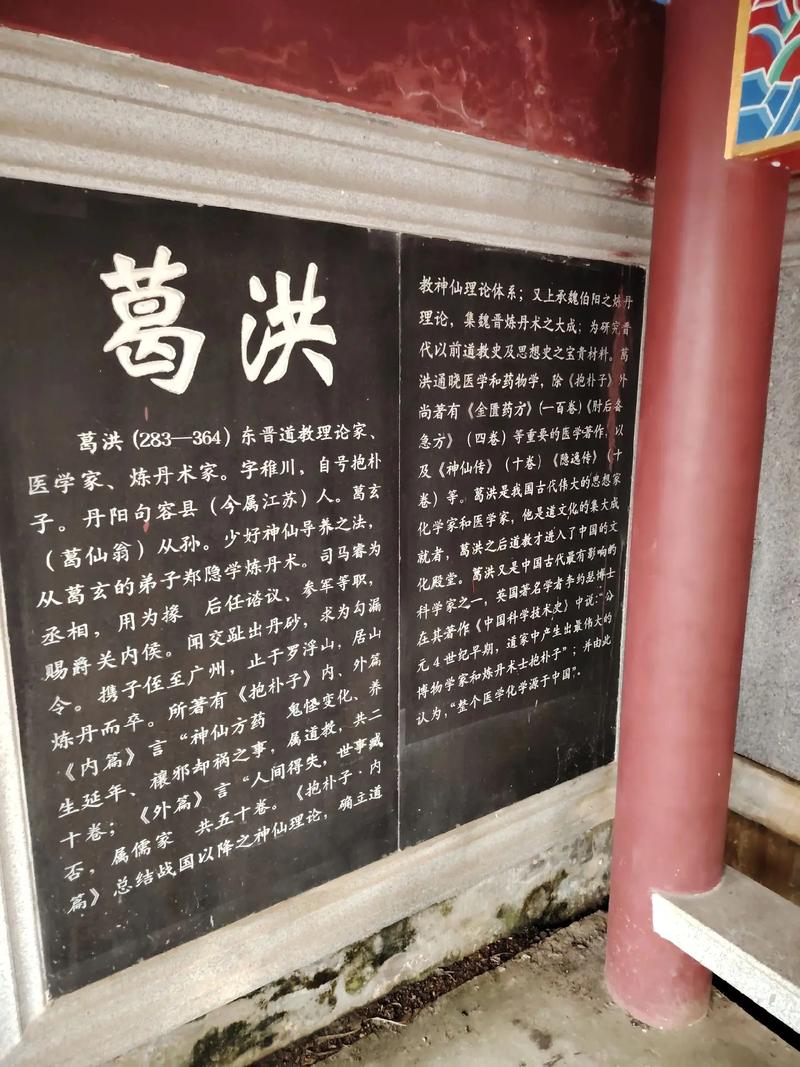 葛洪
葛洪（283—364）东晋道教理论家、
医学家、炼丹术家。字稚川，自号抱朴
子。丹阳句容县（今属江苏）人。葛玄
（葛仙翁）从孙。少好神仙导养之法，
从葛玄的弟子郑隐学炼丹术。司马睿为
丞相，用为掾 后任谘议、参军等职，
赐爵关内侯。闻交趾出丹砂，求为勾漏
令。携子侄至广州，止于罗浮山，居山
炼丹而卒。所著有《抱朴子》内、外篇
《内篇》言“神仙方药 鬼怪变化、养
生延年、禳邪却祸之事，属道教，共二
十卷；《外篇》言“人间得失，世事臧
否，属儒家 共五十卷。《抱朴子·内
篇》总结战国以降之神仙理论，确立道
教神仙理论体系；又上承魏伯阳之炼丹
理论，集魏晋炼丹术之大成；为研究晋
代以前道教史及思想史之宝贵材料。葛
洪通晓医学和药物学，除《抱朴子》外
尚著有《金匮药方》（一百卷）《肘后备
急方》（四卷）等重要的医学著作，以
及《神仙传》（十卷）《隐逸传》（十
卷）等。葛洪是我国古代伟大的思想家
化学家和医学家，他是道文化的集大成
就者，葛洪之后道教才进入了中国的文
化殿堂。葛洪又是中国古代最有影响的
科学家之一，英国著名学者李约瑟博士
在其著作《中国科学技术史》中说：“公
元4世纪早期，道家中产生出最伟大的
博物学家和炼丹术士抱朴子”；并由此
认为，“整个医学化学源于中国”。